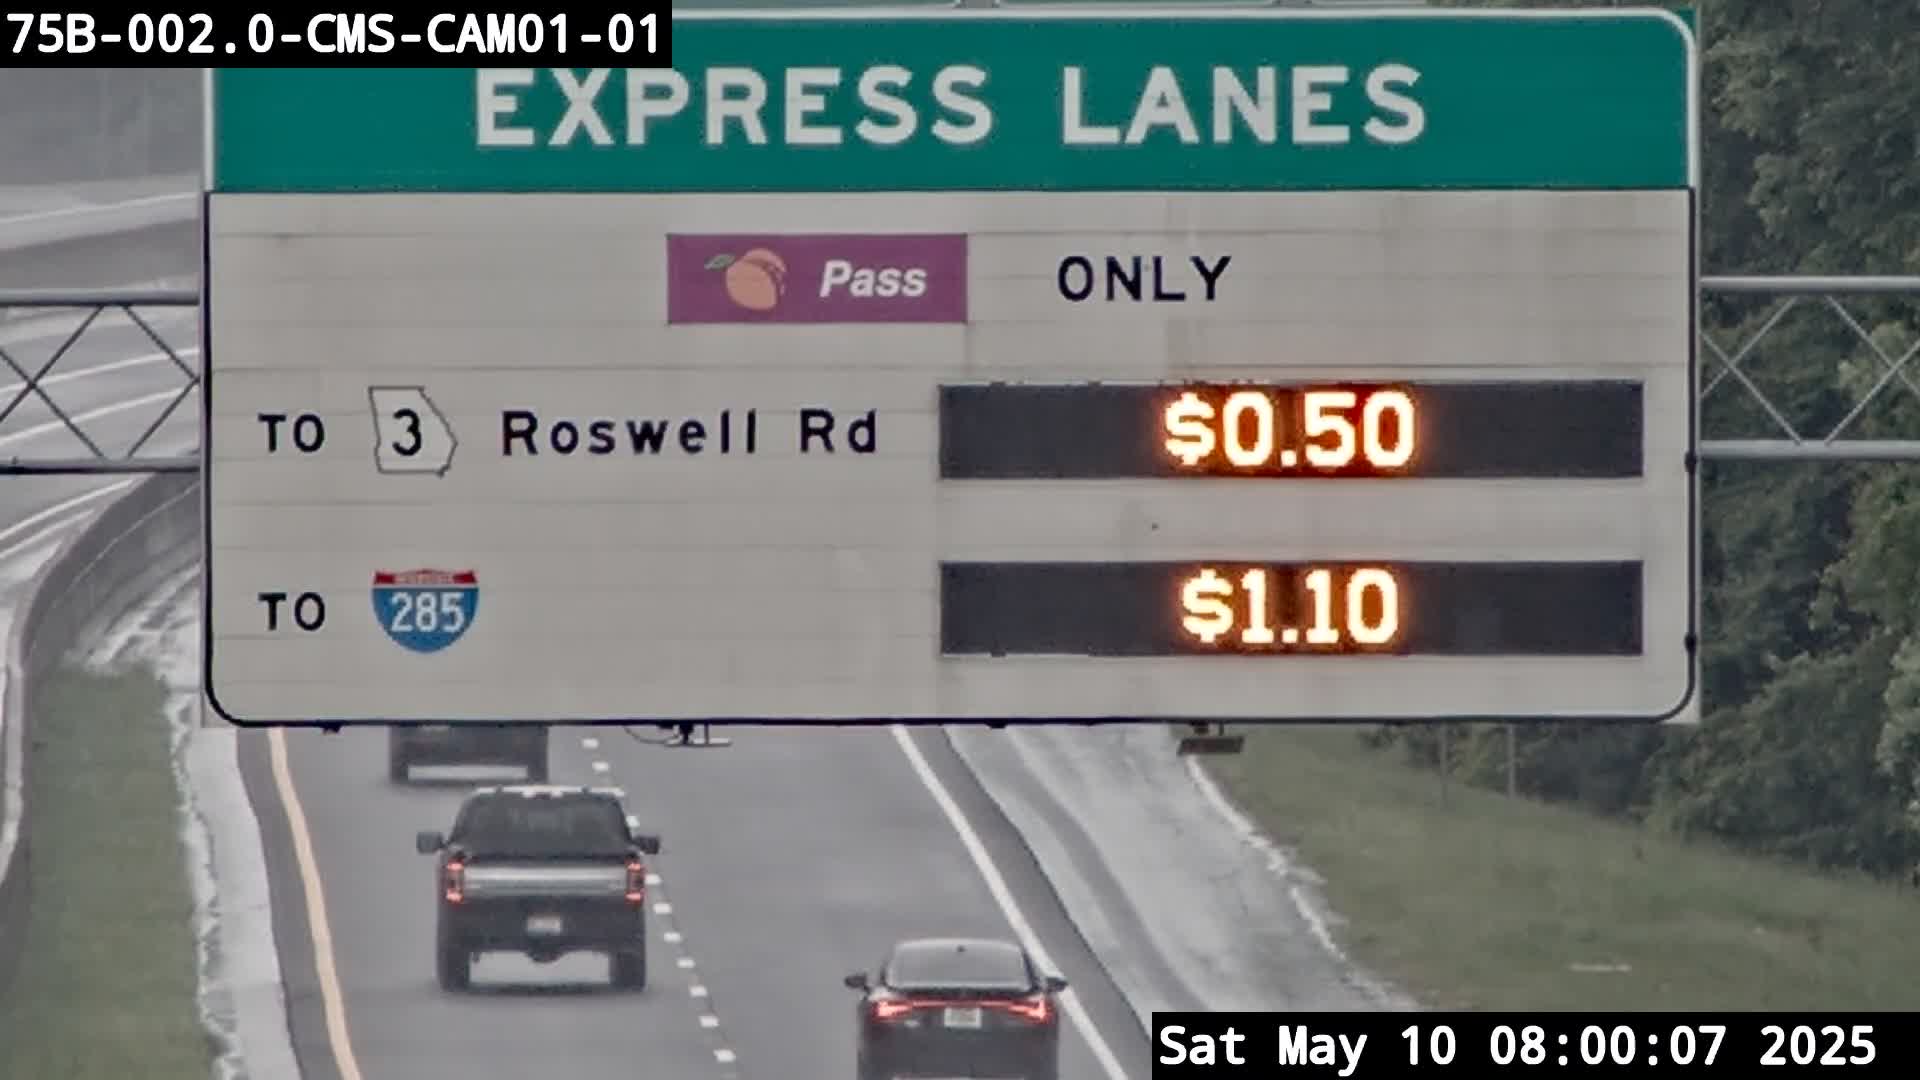 75B-002.0-CMS-CAM01-01
EXPRESS LANES
Pass ONLY
TO 3 Roswell Rd $0.50
TO 285 $1.10
Sat May 10 08:00:07 2025